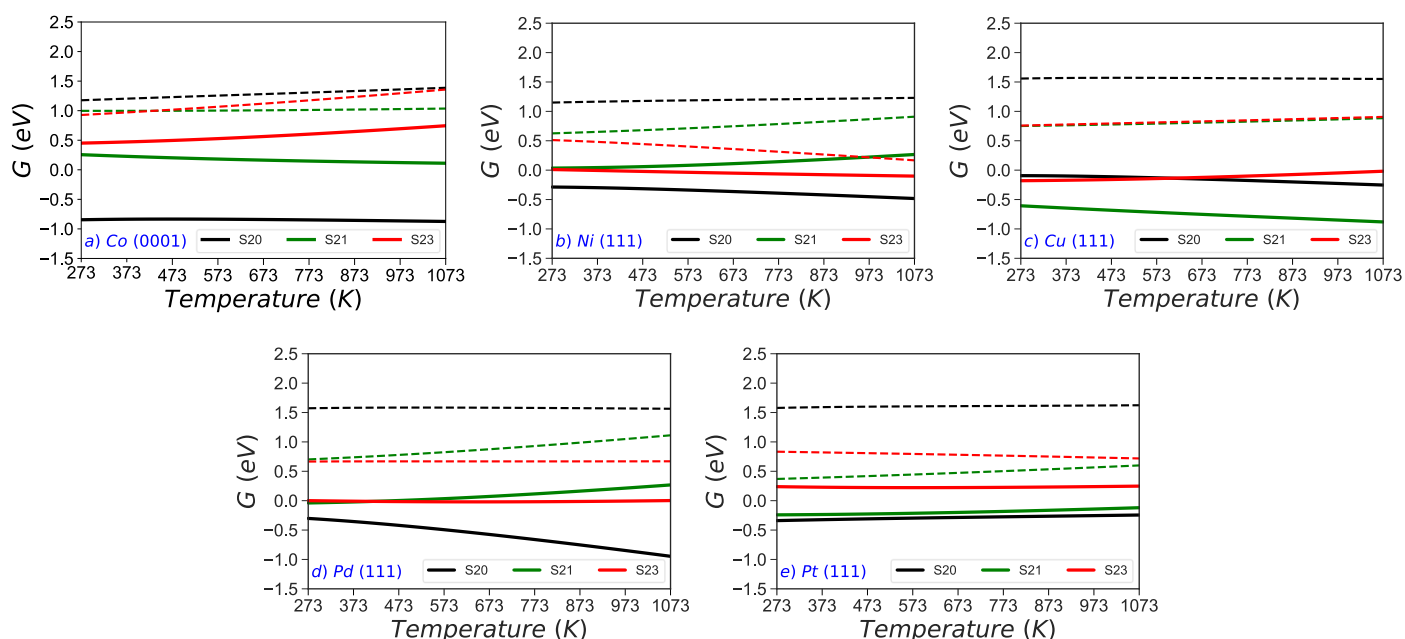 2.5
2.0
1.5
1.0
0.5
0.0
−0.5
−1.0
−1.5
G (eV)
a) Co (0001)
S20 S21 S23
273 373 473 573 673 773 873 973 1073
Temperature (K)
2.5
2.0
1.5
1.0
0.5
0.0
−0.5
−1.0
−1.5
G (eV)
b) Ni (111)
S20 S21 S23
273 373 473 573 673 773 873 973 1073
Temperature (K)
2.5
2.0
1.5
1.0
0.5
0.0
−0.5
−1.0
−1.5
G (eV)
c) Cu (111)
S20 S21 S23
273 373 473 573 673 773 873 973 1073
Temperature (K)
2.5
2.0
1.5
1.0
0.5
0.0
−0.5
−1.0
−1.5
G (eV)
d) Pd (111)
S20 S21 S23
273 373 473 573 673 773 873 973 1073
Temperature (K)
2.5
2.0
1.5
1.0
0.5
0.0
−0.5
−1.0
−1.5
G (eV)
e) Pt (111)
S20 S21 S23
273 373 473 573 673 773 873 973 1073
Temperature (K)